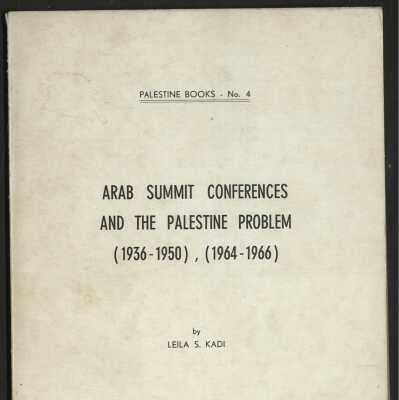 PALESTINE BOOKS - No. 4
ARAB SUMMIT CONFERENCES
AND THE PALESTINE PROBLEM
(1936-1950) , (1964-1966)
by
LEILA S. KADI